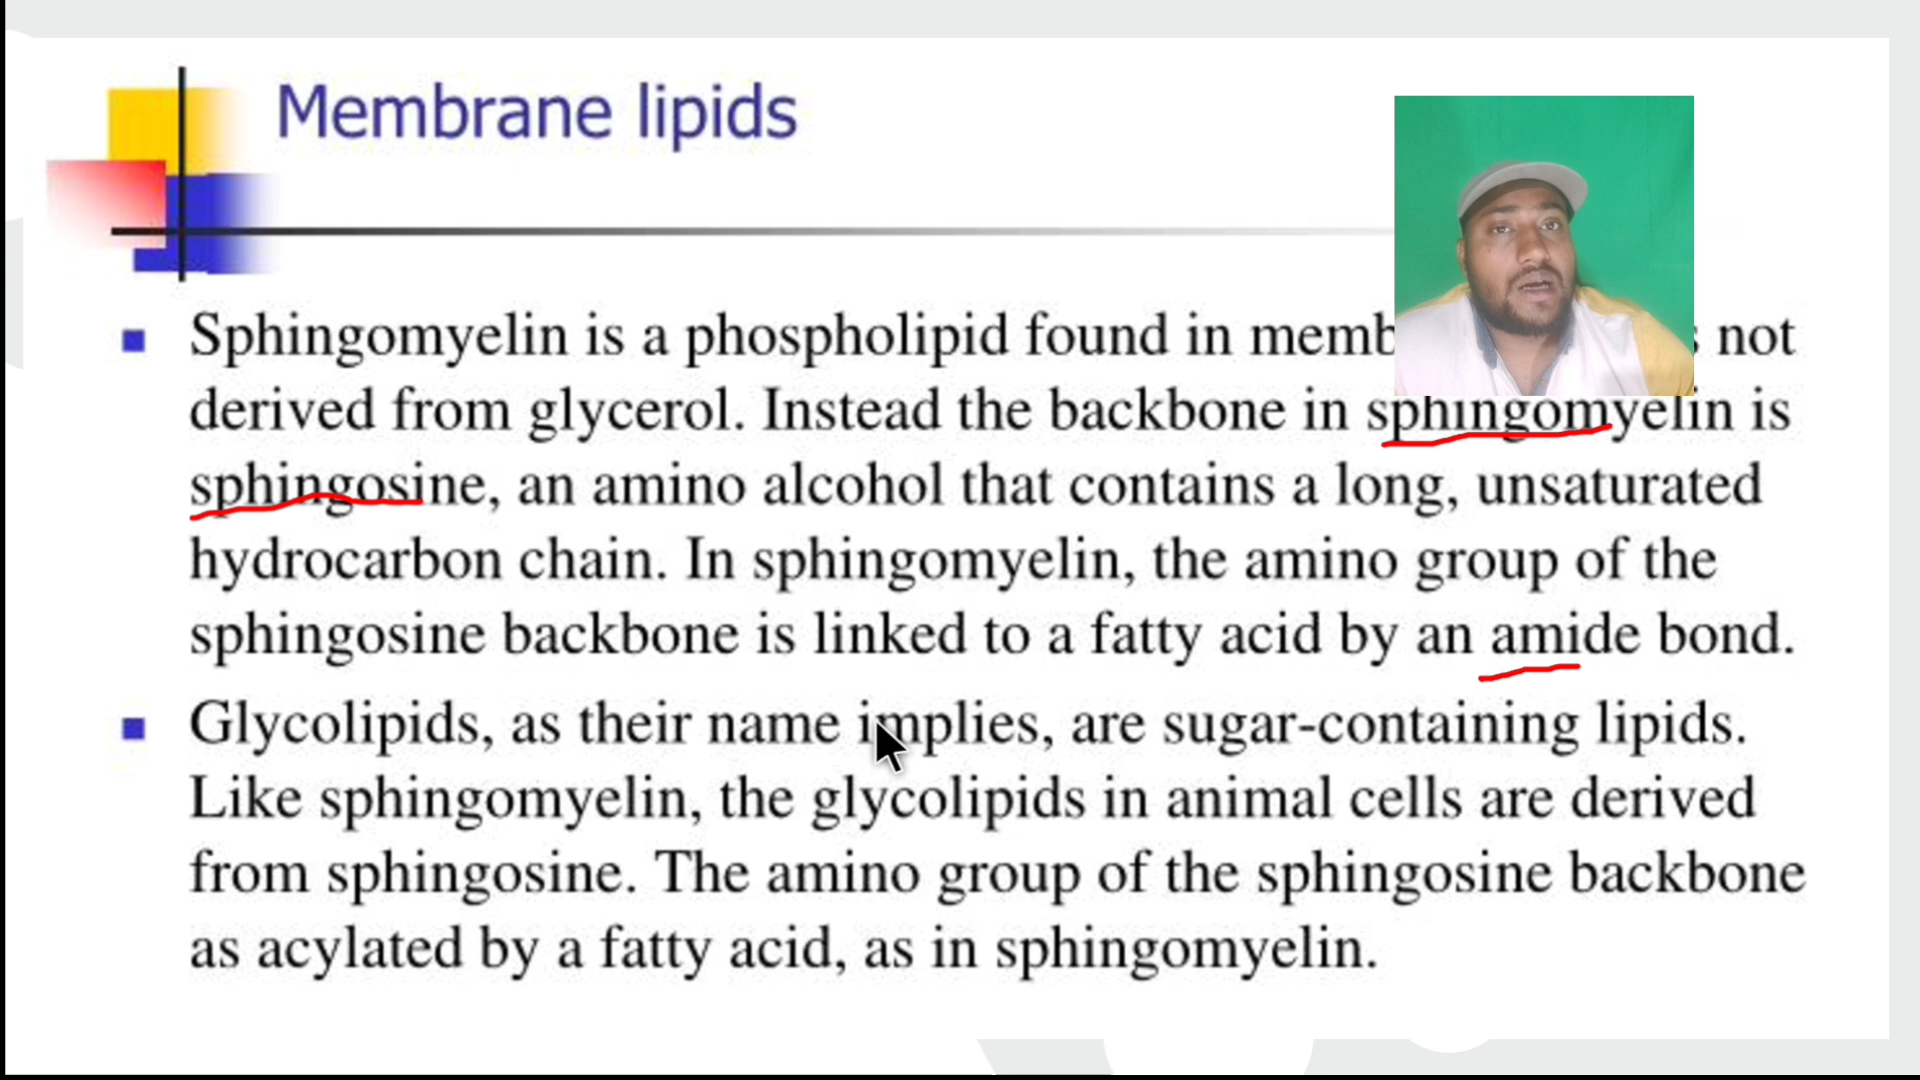 Membrane lipids
Sphingomyelin is a phospholipid found in not
derived from glycerol. Instead the backbone in sphingomyelin is
sphingosine, an amino alcohol that contains a long, unsaturated
hydrocarbon chain. In sphingomyelin, the amino group of the
sphingosine backbone is linked to a fatty acid by an amide bond.
Glycolipids, as their name implies, are sugar-containing lipids.
Like sphingomyelin, the glycolipids in animal cells are derived
from sphingosine. The amino group of the sphingosine backbone
as acylated by a fatty acid, as in sphingomyelin.